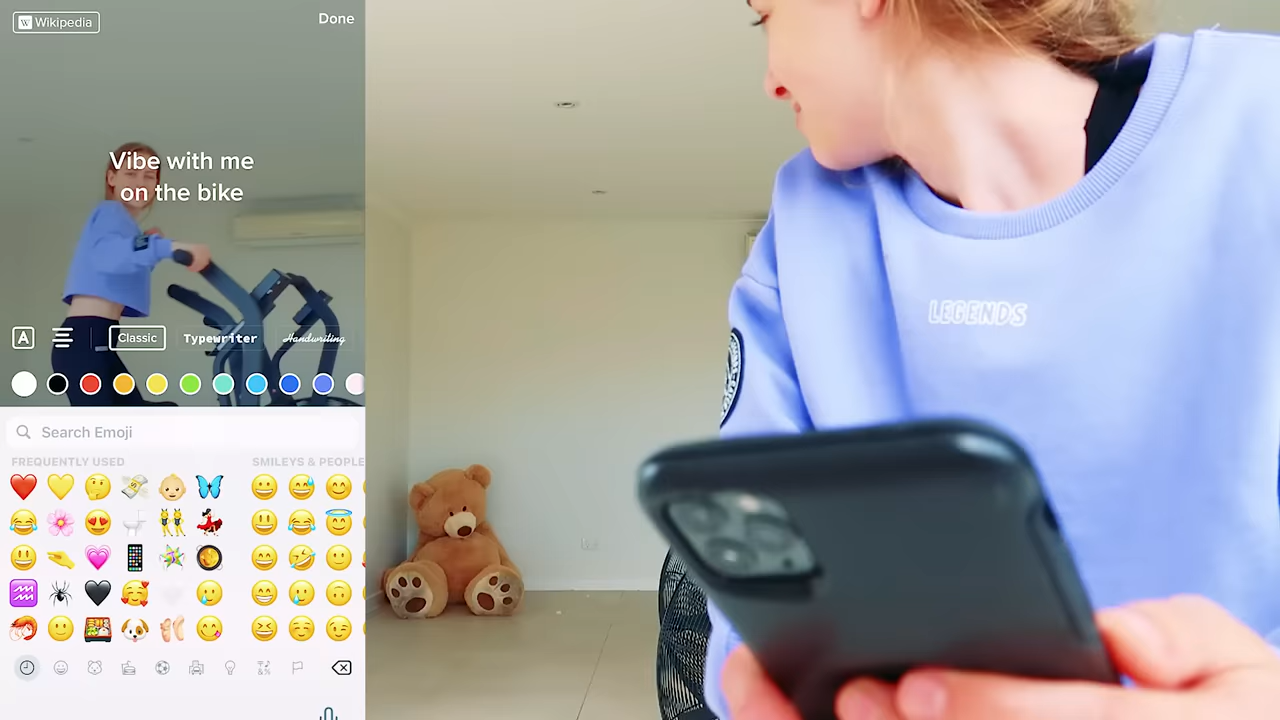 W Wikipedia
Done
Vibe with me
on the bike
A
Classic
Typewriter
Handwriting
Search Emoji
FREQUENTLY USED
SMILEYS & PEOPLE
LEGENDS